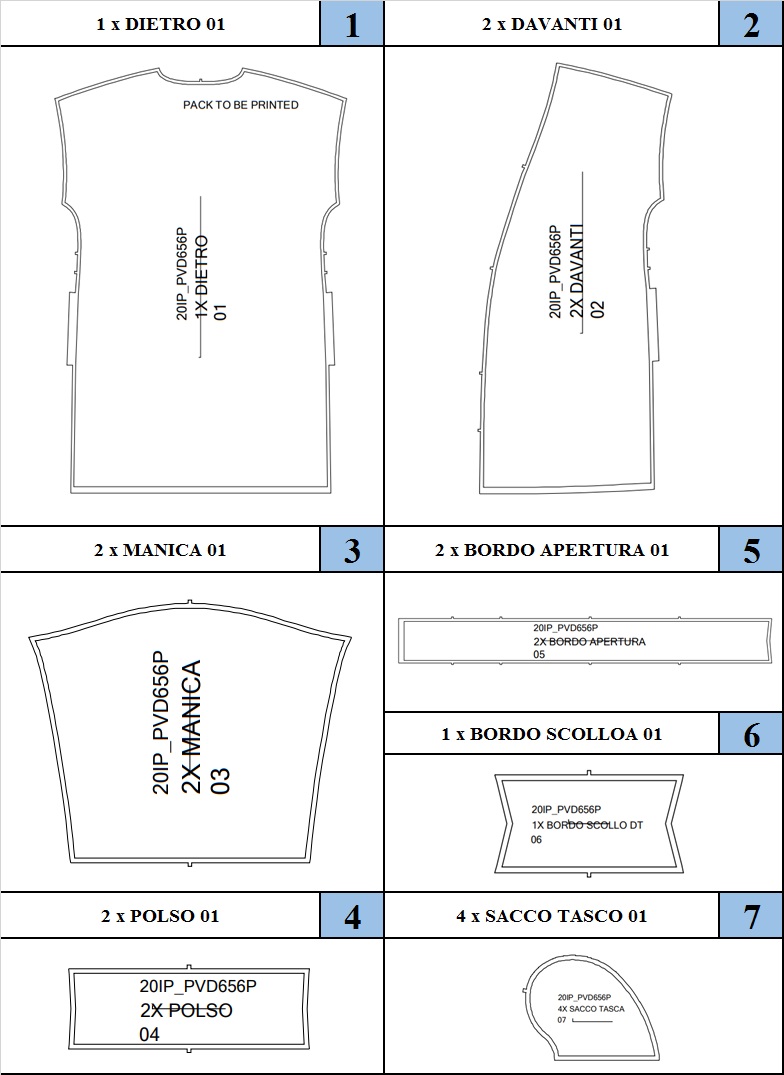 1 x DIETRO 01
1
PACK TO BE PRINTED
20IP_PVD656P
1X DIETRO
01
2 x DAVANTI 01
2
20IP_PVD656P
2X DAVANTI
02
2 x MANICA 01
3
20IP_PVD656P
2X MANICA
03
2 x BORDO APERTURA 01
5
20IP_PVD656P
2X BORDO APERTURA
05
1 x BORDO SCOLLOA 01
6
20IP_PVD656P
1X BORDO SCOLLO DT
06
2 x POLSO 01
4
20IP_PVD656P
2X POLSO
04
4 x SACCO TASCO 01
7
20IP_PVD656P
4X SACCO TASCA
07